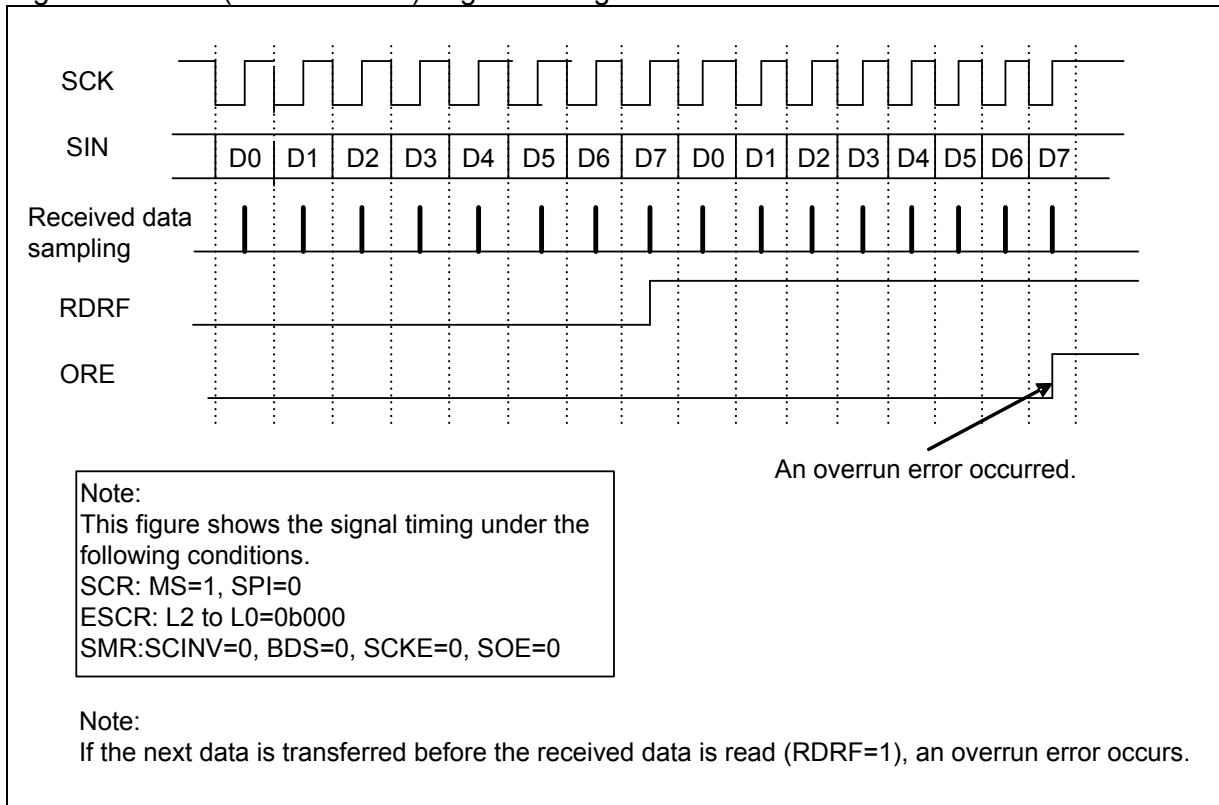 SCK
SIN
D0 D1 D2 D3 D4 D5 D6 D7 D0 D1 D2 D3 D4 D5 D6 D7
Received data
sampling
RDRF
ORE
An overrun error occurred.
Note:
This figure shows the signal timing under the
following conditions.
SCR: MS=1, SPI=0
ESCR: L2 to L0=0b000
SMR:SCINV=0, BDS=0, SCKE=0, SOE=0
Note:
If the next data is transferred before the received data is read (RDRF=1), an overrun error occurs.